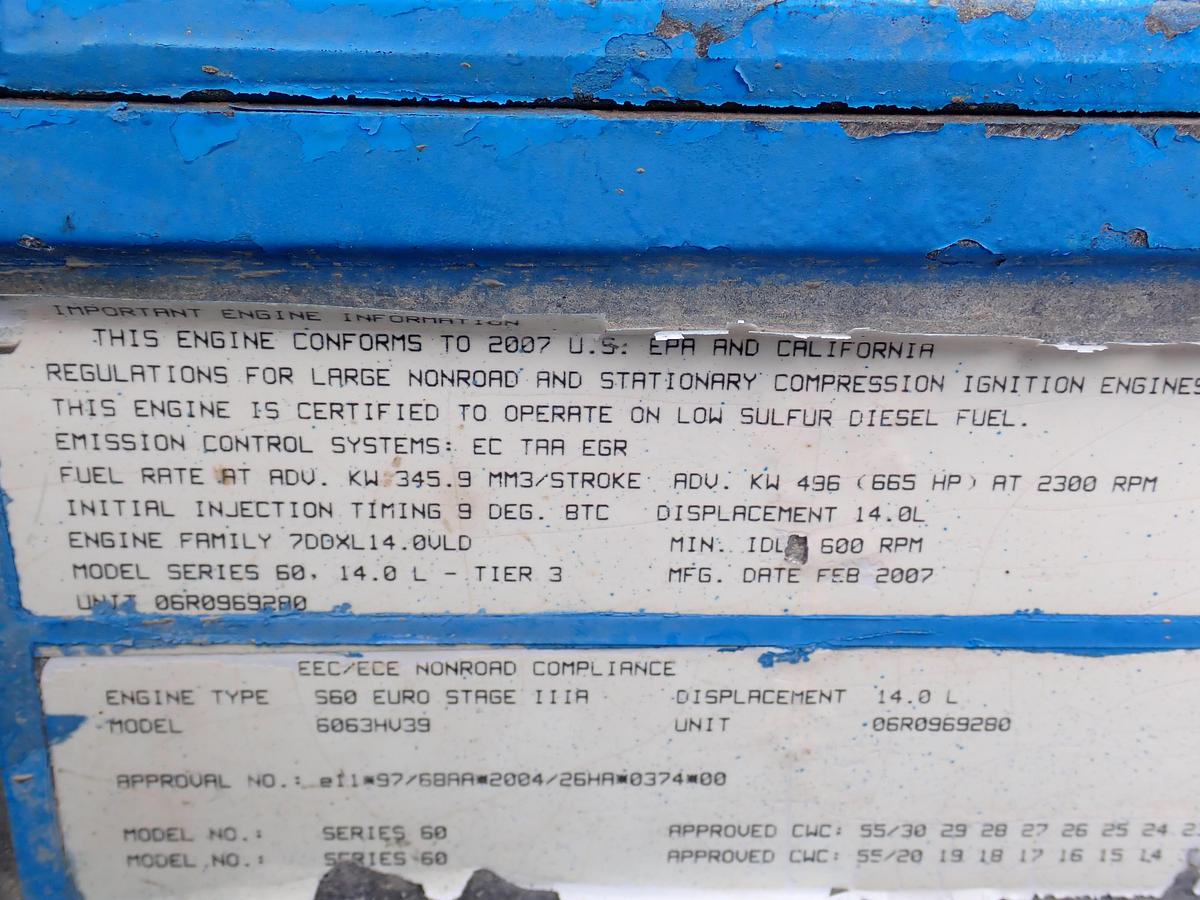 IMPORTANT ENGINE INFORMATION
THIS ENGINE CONFORMS TO 2007 U.S. EPA AND CALIFORNIA
REGULATIONS FOR LARGE NONROAD AND STATIONARY COMPRESSION IGNITION ENGINES
THIS ENGINE IS CERTIFIED TO OPERATE ON LOW SULFUR DIESEL FUEL.
EMISSION CONTROL SYSTEMS: EC TAA EGR
FUEL RATE AT ADV. KW 345.9 MM3/STROKE ADV. KW 496 (665 HP) AT 2300 RPM
INITIAL INJECTION TIMING 9 DEG. BTC DISPLACEMENT 14.0L
ENGINE FAMILY 7DDXL14.0VLD MIN. IDLE 600 RPM
MODEL SERIES 60, 14.0 L - TIER 3 MFG. DATE FEB 2007
UNIT 06R0969280
EEC/ECE NONROAD COMPLIANCE
ENGINE TYPE S60 EURO STAGE IIIA DISPLACEMENT 14.0 L
MODEL 6063HV39 UNIT 06R0969280
APPROVAL NO.: e11*97/68AA*2004/26HA*0374*00
MODEL NO.: SERIES 60 APPROVED CWC: 55/30 29 28 27 26 25 24
MODEL NO.: SERIES 60 APPROVED CWC: 55/20 19 18 17 16 15 14